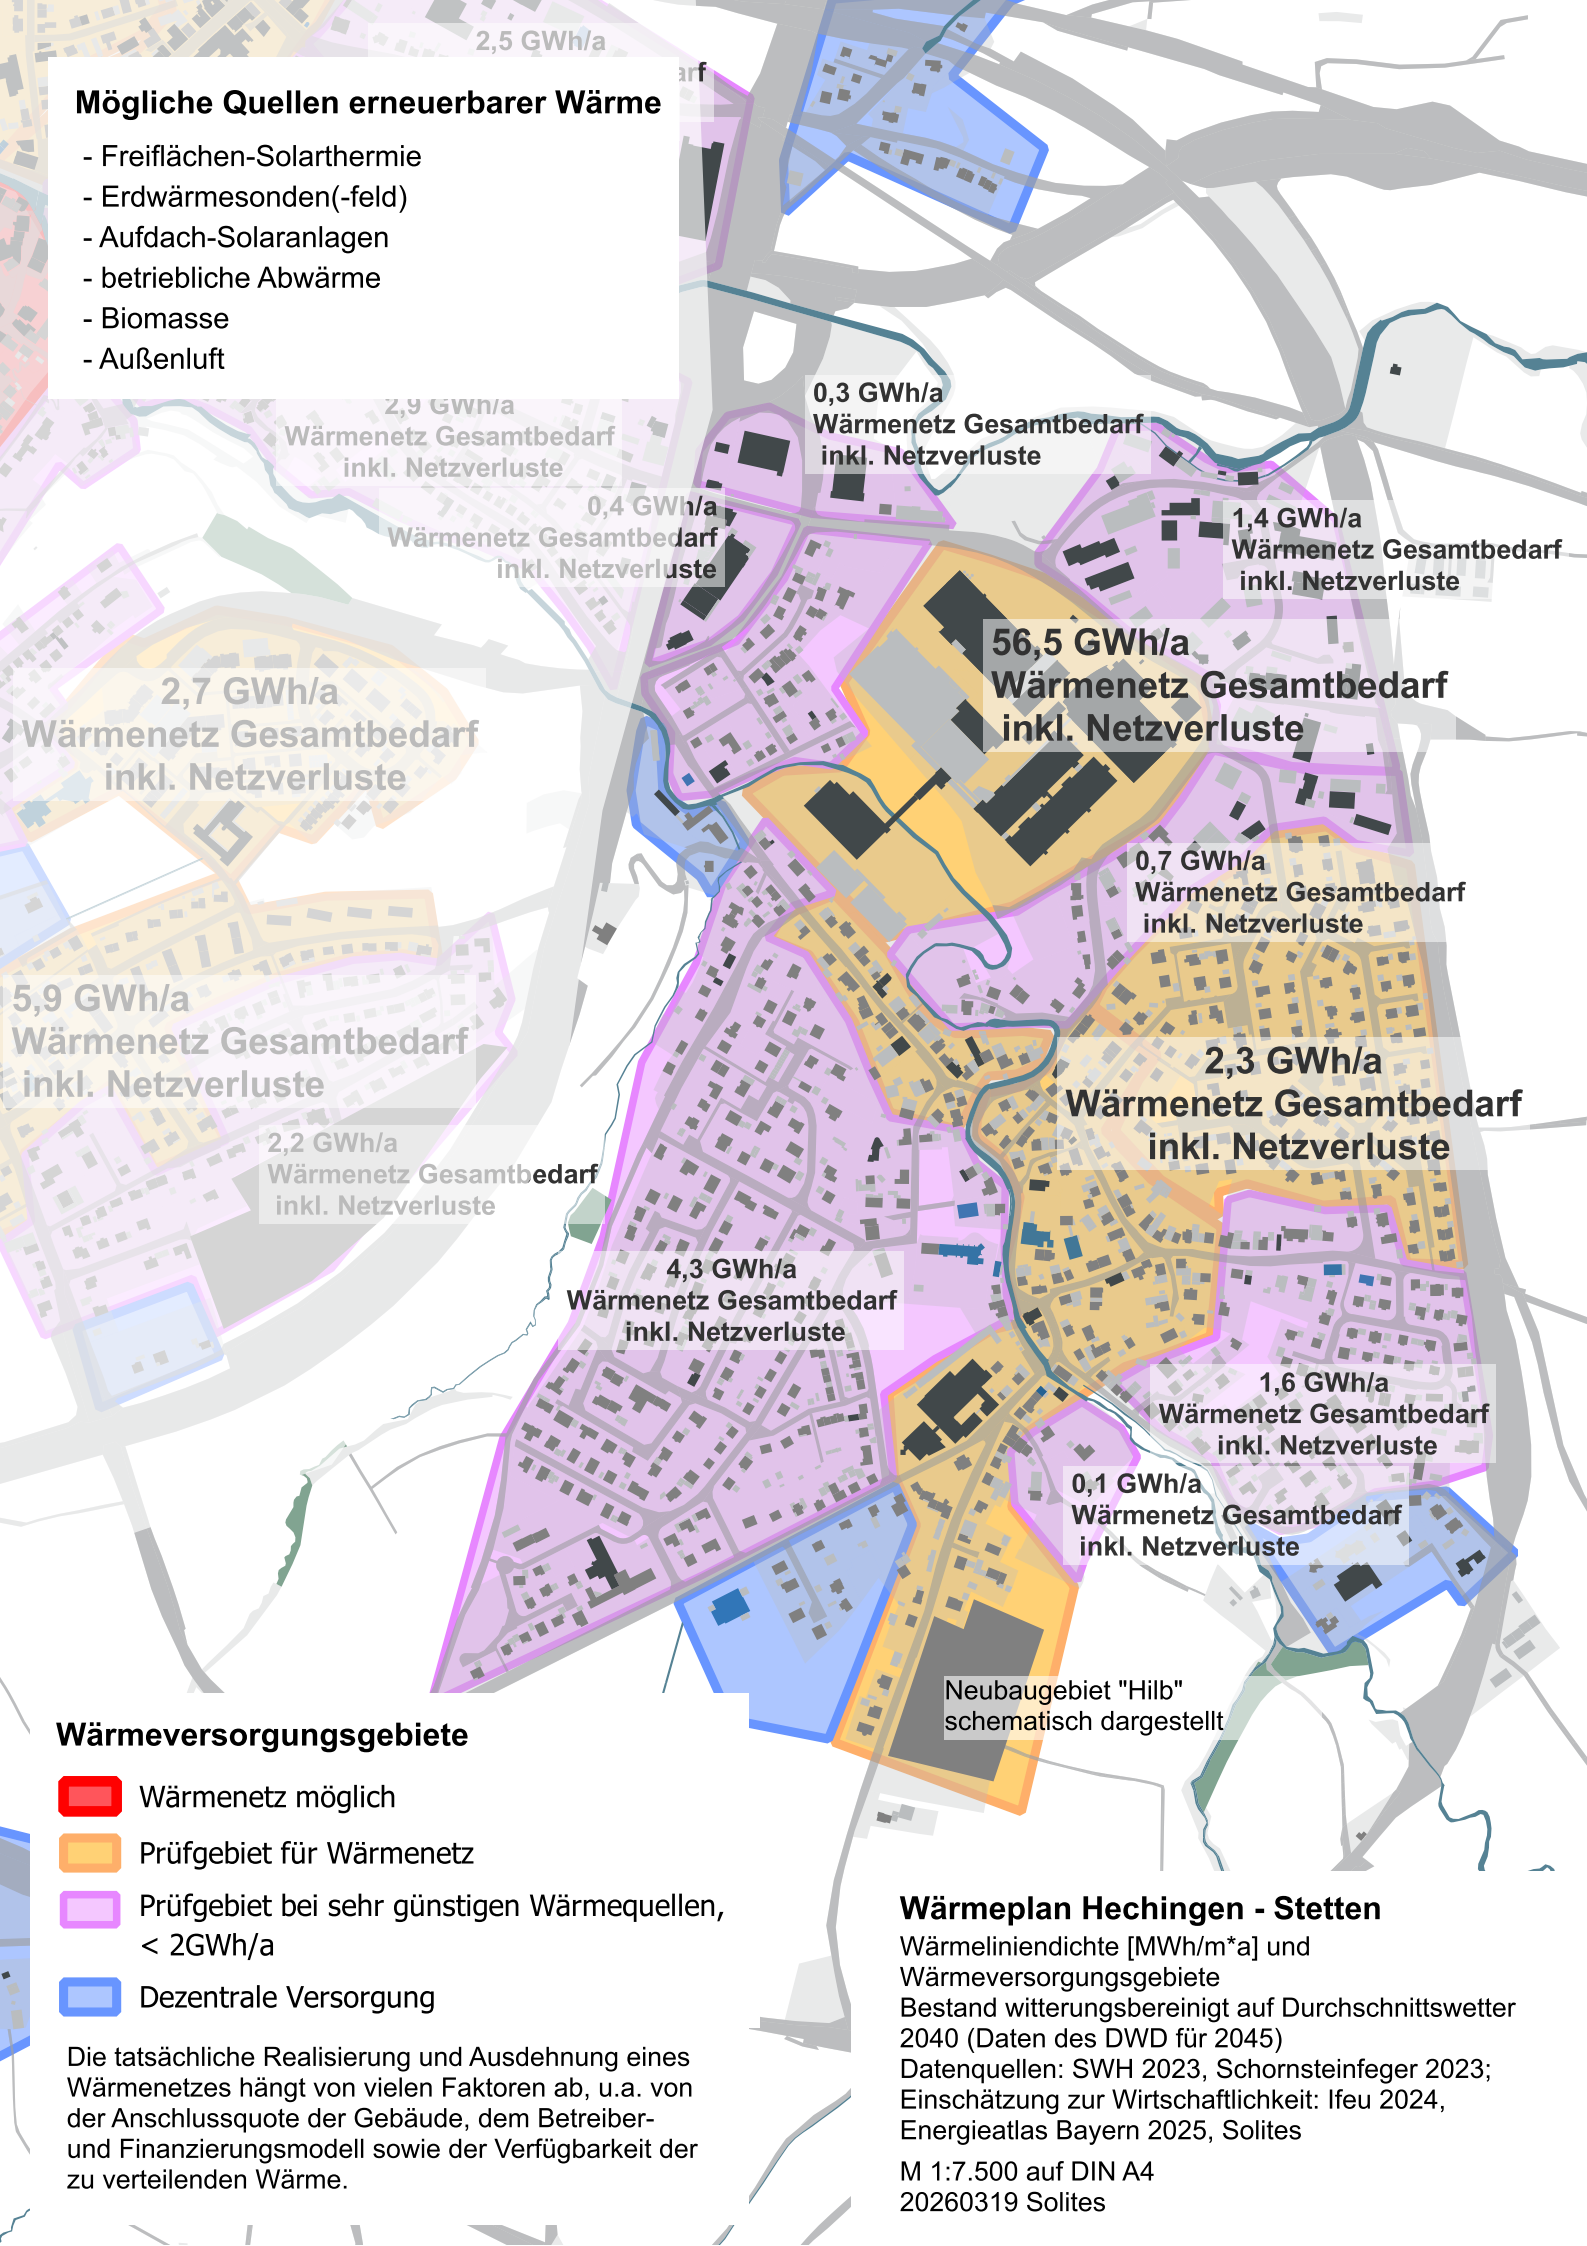 2,5 GWh/a
arf
Mögliche Quellen erneuerbarer Wärme
- Freiflächen-Solarthermie
- Erdwärmesonden(-feld)
- Aufdach-Solaranlagen
- betriebliche Abwärme
- Biomasse
- Außenluft
0,3 GWh/a
Wärmenetz Gesamtbedarf
inkl. Netzverluste
2,9 GWh/a
Wärmenetz Gesamtbedarf
inkl. Netzverluste
0,4 GWh/a
Wärmenetz Gesamtbedarf
inkl. Netzverluste
1,4 GWh/a
Wärmenetz Gesamtbedarf
inkl. Netzverluste
56,5 GWh/a
Wärmenetz Gesamtbedarf
inkl. Netzverluste
2,7 GWh/a
Wärmenetz Gesamtbedarf
inkl. Netzverluste
0,7 GWh/a
Wärmenetz Gesamtbedarf
inkl. Netzverluste
5,9 GWh/a
Wärmenetz Gesamtbedarf
inkl. Netzverluste
2,3 GWh/a
Wärmenetz Gesamtbedarf
inkl. Netzverluste
2,2 GWh/a
Wärmenetz Gesamtbedarf
inkl. Netzverluste
4,3 GWh/a
Wärmenetz Gesamtbedarf
inkl. Netzverluste
1,6 GWh/a
Wärmenetz Gesamtbedarf
inkl. Netzverluste
0,1 GWh/a
Wärmenetz Gesamtbedarf
inkl. Netzverluste
Neubaugebiet "Hilb"
schematisch dargestellt
Wärmeversorgungsgebiete
Wärmenetz möglich
Prüfgebiet für Wärmenetz
Prüfgebiet bei sehr günstigen Wärmequellen,
< 2GWh/a
Dezentrale Versorgung
Die tatsächliche Realisierung und Ausdehnung eines
Wärmenetzes hängt von vielen Faktoren ab, u.a. von
der Anschlussquote der Gebäude, dem Betreiber-
und Finanzierungsmodell sowie der Verfügbarkeit der
zu verteilenden Wärme.
Wärmeplan Hechingen - Stetten
Wärmeliniendichte [MWh/m*a] und
Wärmeversorgungsgebiete
Bestand witterungsbereinigt auf Durchschnittswetter
2040 (Daten des DWD für 2045)
Datenquellen: SWH 2023, Schornsteinfeger 2023;
Einschätzung zur Wirtschaftlichkeit: Ifeu 2024,
Energieatlas Bayern 2025, Solites
M 1:7.500 auf DIN A4
20260319 Solites